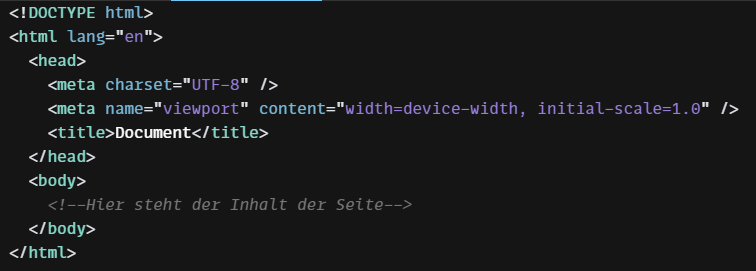 <!DOCTYPE html>
<html lang="en">
<head>
<meta charset="UTF-8" />
<meta name="viewport" content="width=device-width, initial-scale=1.0" />
<title>Document</title>
</head>
<body>
<!--Hier steht der Inhalt der Seite-->
</body>
</html>